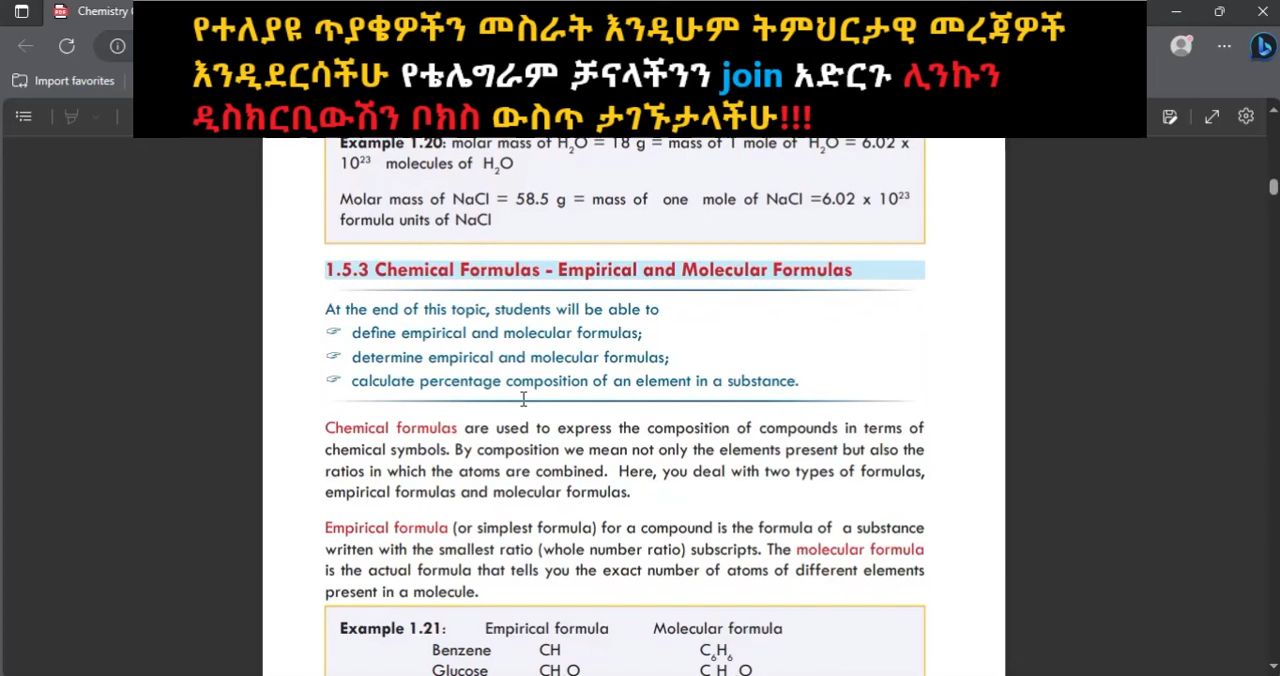 Chemistry
Import favorites
የተለያዩ ጥያቄዎችን መስራት እንዲሁም ትምህርታዊ መረጃዎች
እንዲደርሳችሁ የቴሌግራም ቻናላችንን join አድርጉ ሊንኩን
ዲስክርቢውሽን ቦክስ ውስጥ ታገኙታላችሁ!!!
Example 1.20: molar mass of H₂O = 18 g = mass of 1 mole of H₂O = 6.02 x
10²³ molecules of H₂O
Molar mass of NaCl = 58.5 g = mass of one mole of NaCl =6.02 x 10²³
formula units of NaCl
1.5.3 Chemical Formulas - Empirical and Molecular Formulas
At the end of this topic, students will be able to
☞ define empirical and molecular formulas;
☞ determine empirical and molecular formulas;
☞ calculate percentage composition of an element in a substance.
Chemical formulas are used to express the composition of compounds in terms of
chemical symbols. By composition we mean not only the elements present but also the
ratios in which the atoms are combined. Here, you deal with two types of formulas,
empirical formulas and molecular formulas.
Empirical formula (or simplest formula) for a compound is the formula of a substance
written with the smallest ratio (whole number ratio) subscripts. The molecular formula
is the actual formula that tells you the exact number of atoms of different elements
present in a molecule.
Example 1.21: Empirical formula Molecular formula
Benzene CH C₆H₆
Glucose CH O C H O